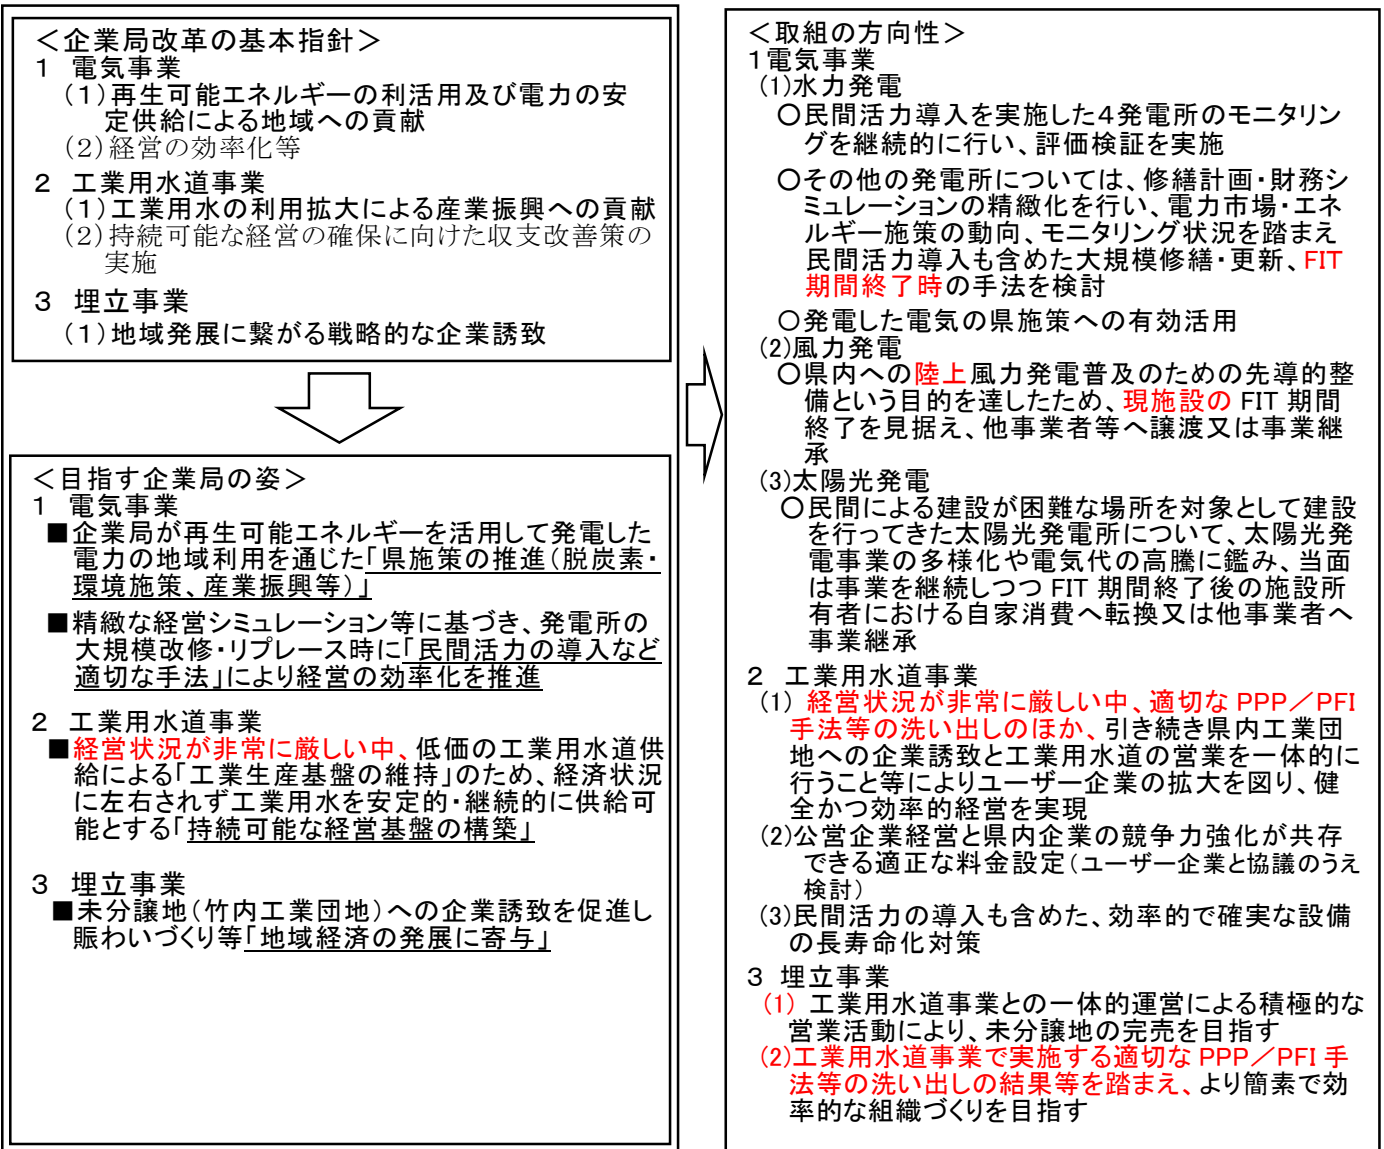 ＜企業局改革の基本指針＞
１　電気事業
（１）再生可能エネルギーの利活用及び電力の安
定供給による地域への貢献
（２）経営の効率化等
２　工業用水道事業
（１）工業用水の利用拡大による産業振興への貢献
（２）持続可能な経営の確保に向けた収支改善策の
実施
３　埋立事業
（１）地域発展に繋がる戦略的な企業誘致
＜目指す企業局の姿＞
１　電気事業
■企業局が再生可能エネルギーを活用して発電した
電力の地域利用を通じた「県施策の推進（脱炭素・
環境施策、産業振興等）」
■精緻な経営シミュレーション等に基づき、発電所の
大規模改修・リプレース時に「民間活力の導入など
適切な手法」により経営の効率化を推進
２　工業用水道事業
■経営状況が非常に厳しい中、低価の工業用水道供
給による「工業生産基盤の維持」のため、経済状況
に左右されず工業用水を安定的・継続的に供給可
能とする「持続可能な経営基盤の構築」
３　埋立事業
■未分譲地（竹内工業団地）への企業誘致を促進し
賑わいづくり等「地域経済の発展に寄与」
＜取組の方向性＞
１電気事業
(1)水力発電
〇民間活力導入を実施した４発電所のモニタリン
グを継続的に行い、評価検証を実施
〇その他の発電所については、修繕計画・財務シ
ミュレーションの精緻化を行い、電力市場・エネ
ルギー施策の動向、モニタリング状況を踏まえ
民間活力導入も含めた大規模修繕・更新、FIT
期間終了時の手法を検討
〇発電した電気の県施策への有効活用
(2)風力発電
〇県内への陸上風力発電普及のための先導的整
備という目的を達したため、現施設の FIT 期間
終了を見据え、他事業者等へ譲渡又は事業継
承
(3)太陽光発電
〇民間による建設が困難な場所を対象として建設
を行ってきた太陽光発電所について、太陽光発
電事業の多様化や電気代の高騰に鑑み、当面
は事業を継続しつつ FIT 期間終了後の施設所
有者における自家消費へ転換又は他事業者へ
事業継承
２　工業用水道事業
(1) 経営状況が非常に厳しい中、適切な PPP／PFI
手法等の洗い出しのほか、引き続き県内工業団
地への企業誘致と工業用水道の営業を一体的に
行うこと等によりユーザー企業の拡大を図り、健
全かつ効率的経営を実現
(2)公営企業経営と県内企業の競争力強化が共存
できる適正な料金設定（ユーザー企業と協議のうえ
検討）
(3)民間活力の導入も含めた、効率的で確実な設備
の長寿命化対策
３　埋立事業
(1) 工業用水道事業との一体的運営による積極的な
営業活動により、未分譲地の完売を目指す
(2)工業用水道事業で実施する適切な PPP／PFI 手
法等の洗い出しの結果等を踏まえ、より簡素で効
率的な組織づくりを目指す